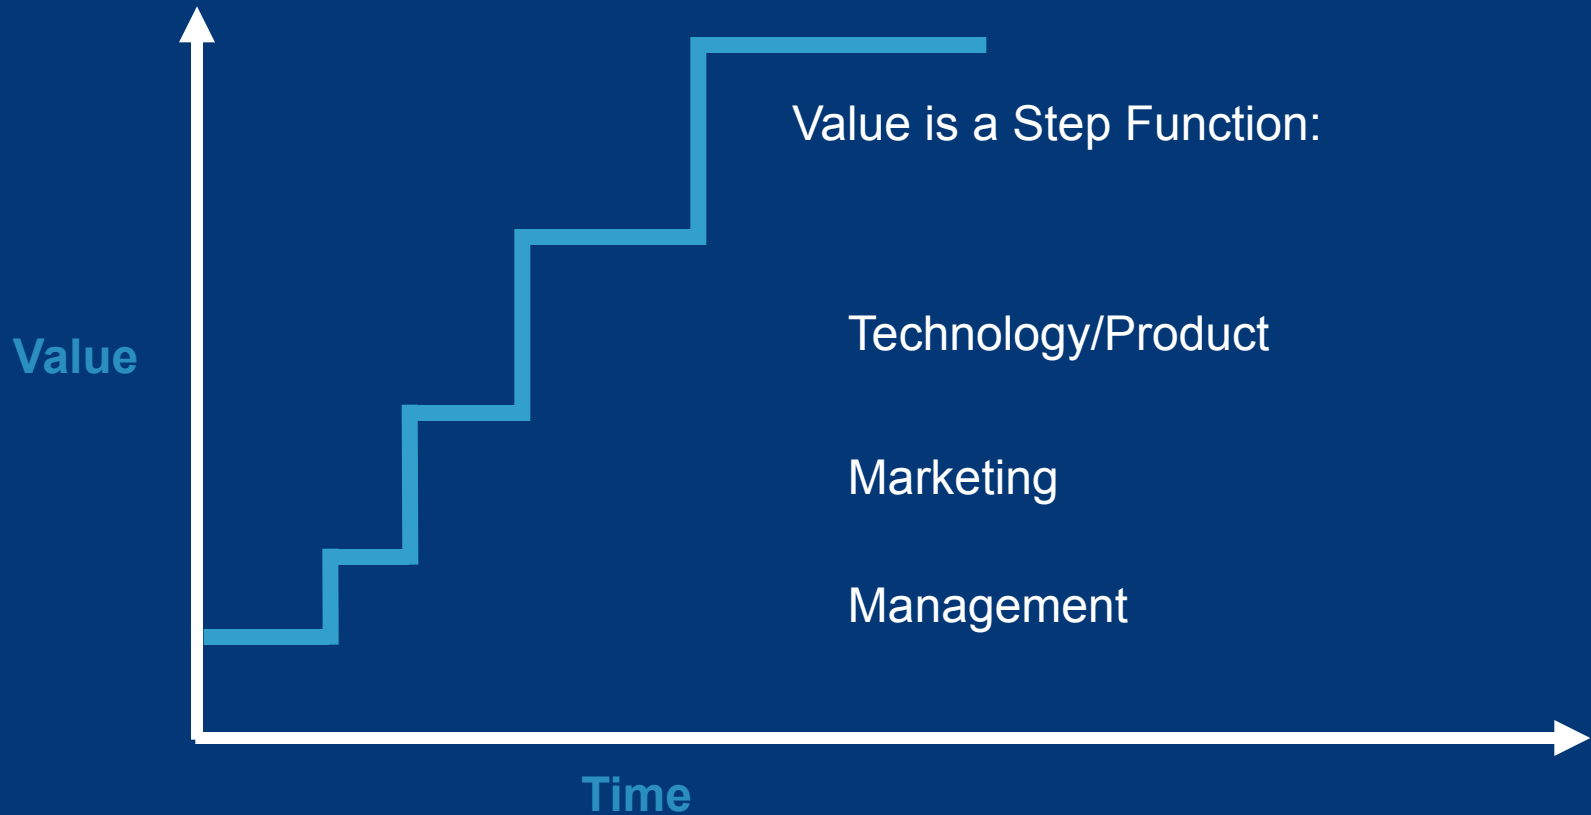 Value is a Step Function:
Technology/Product
Value
Marketing
Management
Time